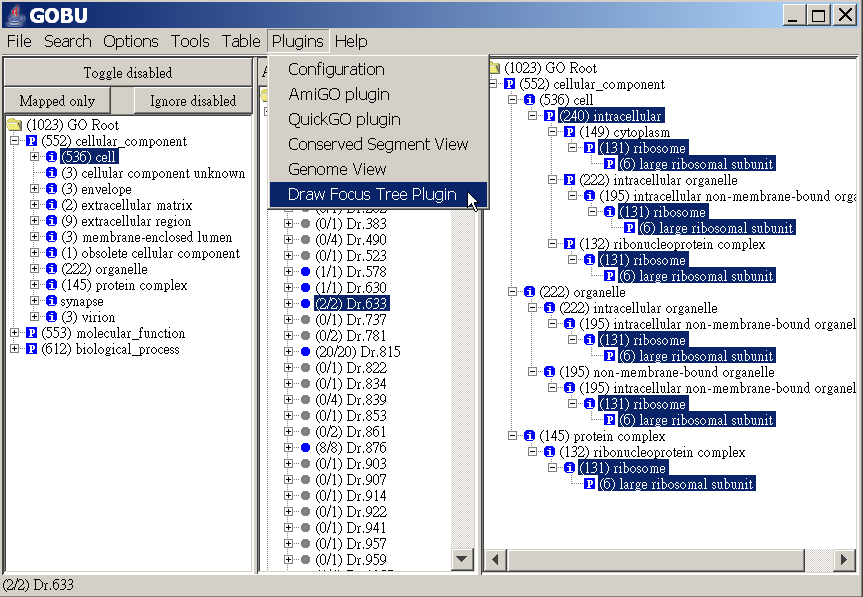 GOBU
File Search Options Tools Table Plugins Help
Toggle disabled
Mapped only Ignore disabled
(1023) GO Root
(552) cellular_component
(536) cell
(3) cellular component unknown
(3) envelope
(2) extracellular matrix
(9) extracellular region
(3) membrane-enclosed lumen
(1) obsolete cellular component
(222) organelle
(145) protein complex
synapse
(3) virion
(553) molecular_function
(612) biological_process
Configuration
AmiGO plugin
QuickGO plugin
Conserved Segment View
Genome View
Draw Focus Tree Plugin
(0/1) Dr.383
(0/4) Dr.490
(0/1) Dr.523
(1/1) Dr.578
(1/1) Dr.630
(2/2) Dr.633
(0/1) Dr.737
(0/2) Dr.781
(20/20) Dr.815
(0/1) Dr.822
(0/1) Dr.834
(0/4) Dr.839
(0/1) Dr.853
(0/2) Dr.861
(8/8) Dr.876
(0/1) Dr.903
(0/1) Dr.907
(0/1) Dr.914
(0/1) Dr.922
(0/1) Dr.941
(0/1) Dr.957
(0/1) Dr.959
(1023) GO Root
(552) cellular_component
(536) cell
(240) intracellular
(149) cytoplasm
(131) ribosome
(6) large ribosomal subunit
(222) intracellular organelle
(195) intracellular non-membrane-bound orga
(131) ribosome
(6) large ribosomal subunit
(132) ribonucleoprotein complex
(131) ribosome
(6) large ribosomal subunit
(222) organelle
(222) intracellular organelle
(195) intracellular non-membrane-bound organel
(131) ribosome
(6) large ribosomal subunit
(195) non-membrane-bound organelle
(195) intracellular non-membrane-bound organel
(131) ribosome
(6) large ribosomal subunit
(145) protein complex
(132) ribonucleoprotein complex
(131) ribosome
(6) large ribosomal subunit
(2/2) Dr.633